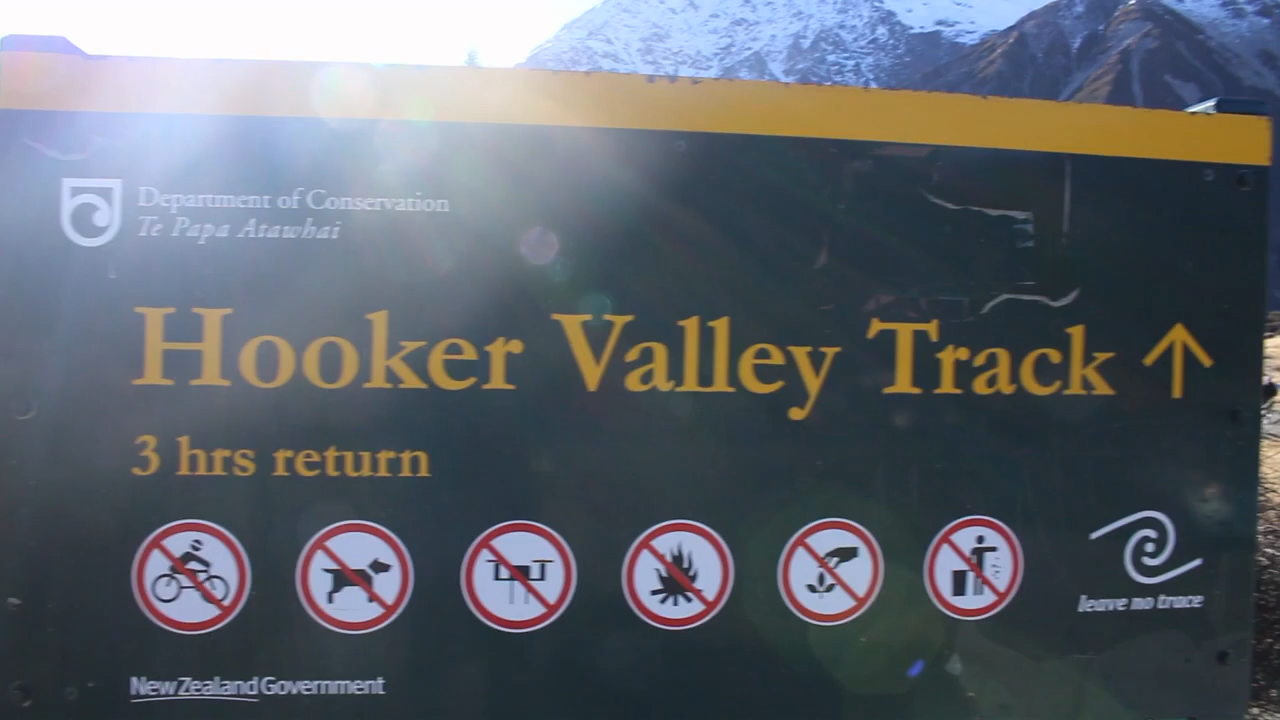 Department of Conservation
Te Papa Atawhai
Hooker Valley Track ↑
3 hrs return
leave no trace
New Zealand Government